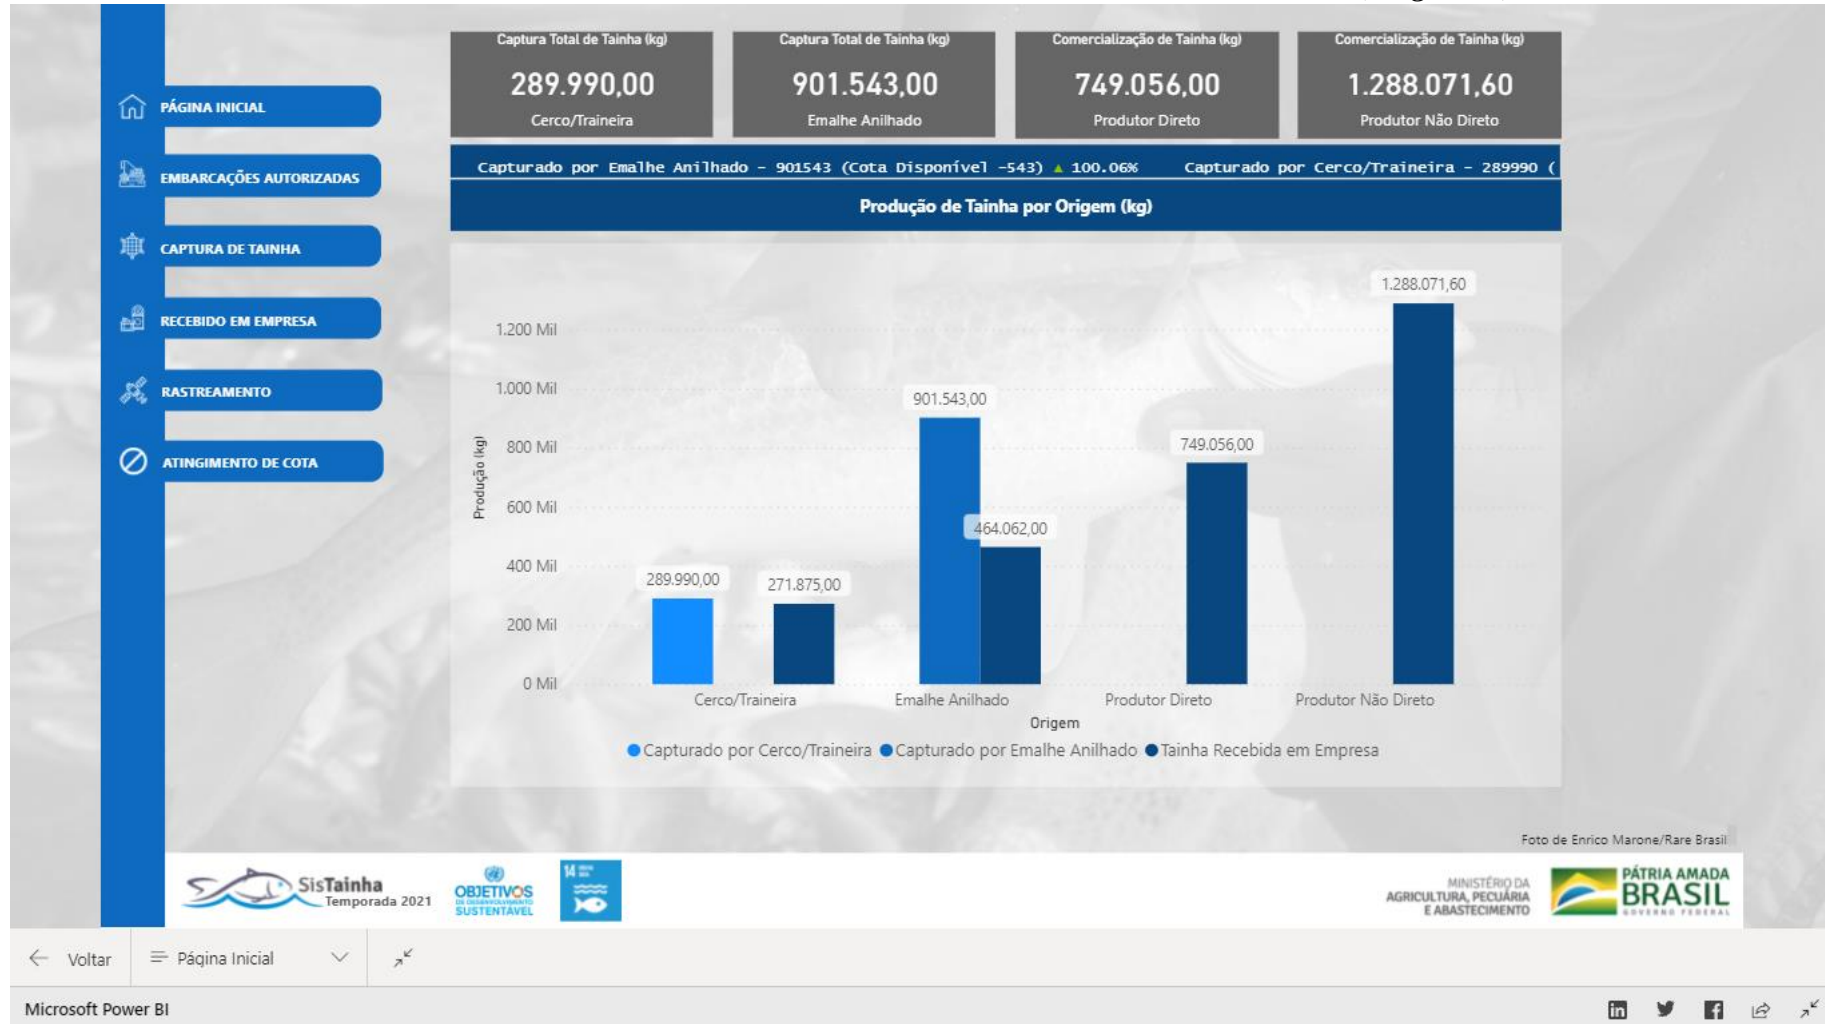 Captura Total de Tainha (kg)
289.990,00
Cerco/Traineira
Captura Total de Tainha (kg)
901.543,00
Emalhe Anilhado
Comercialização de Tainha (kg)
749.056,00
Produtor Direto
Comercialização de Tainha (kg)
1.288.071,60
Produtor Não Direto
PÁGINA INICIAL
EMBARCAÇÕES AUTORIZADAS
CAPTURA DE TAINHA
RECEBIDO EM EMPRESA
RASTREAMENTO
ATINGIMENTO DE COTA
Capturado por Emalhe Anilhado - 901543 (Cota Disponível -543) ▲ 100.06% Capturado por Cerco/Traineira - 289990 (
Produção de Tainha por Origem (kg)
Produção (kg)
1.200 Mil
1.000 Mil
800 Mil
600 Mil
400 Mil
200 Mil
0 Mil
289.990,00
271.875,00
901.543,00
464.062,00
749.056,00
1.288.071,60
Cerco/Traineira
Emalhe Anilhado
Produtor Direto
Produtor Não Direto
Origem
Capturado por Cerco/Traineira
Capturado por Emalhe Anilhado
Tainha Recebida em Empresa
Foto de Enrico Marone/Rare Brasil
SisTainha
Temporada 2021
OBJETIVOS
DE DESENVOLVIMENTO
SUSTENTÁVEL
14
MINISTÉRIO DA
AGRICULTURA, PECUÁRIA
E ABASTECIMENTO
PÁTRIA AMADA
BRASIL
GOVERNO FEDERAL
Voltar
Página Inicial
Microsoft Power BI